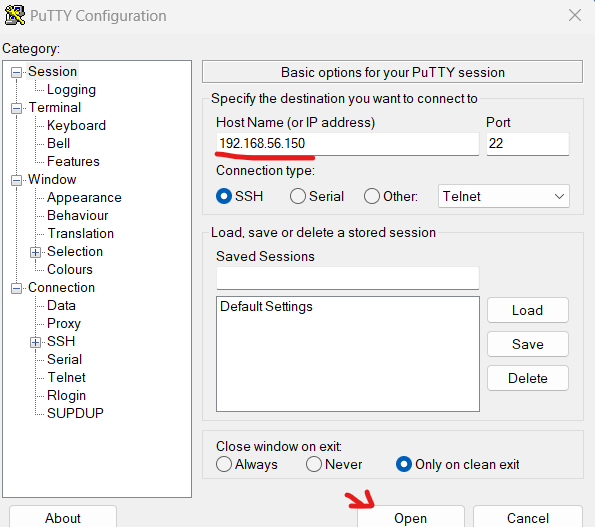 PuTTY Configuration
Category:
Session
Logging
Terminal
Keyboard
Bell
Features
Window
Appearance
Behaviour
Translation
Selection
Colours
Connection
Data
Proxy
SSH
Serial
Telnet
Rlogin
SUPDUP
Basic options for your PuTTY session
Specify the destination you want to connect to
Host Name (or IP address) Port
192.168.56.150 22
Connection type:
SSH Serial Other: Telnet
Load, save or delete a stored session
Saved Sessions
Default Settings
Load
Save
Delete
Close window on exit:
Always Never Only on clean exit
About Open Cancel